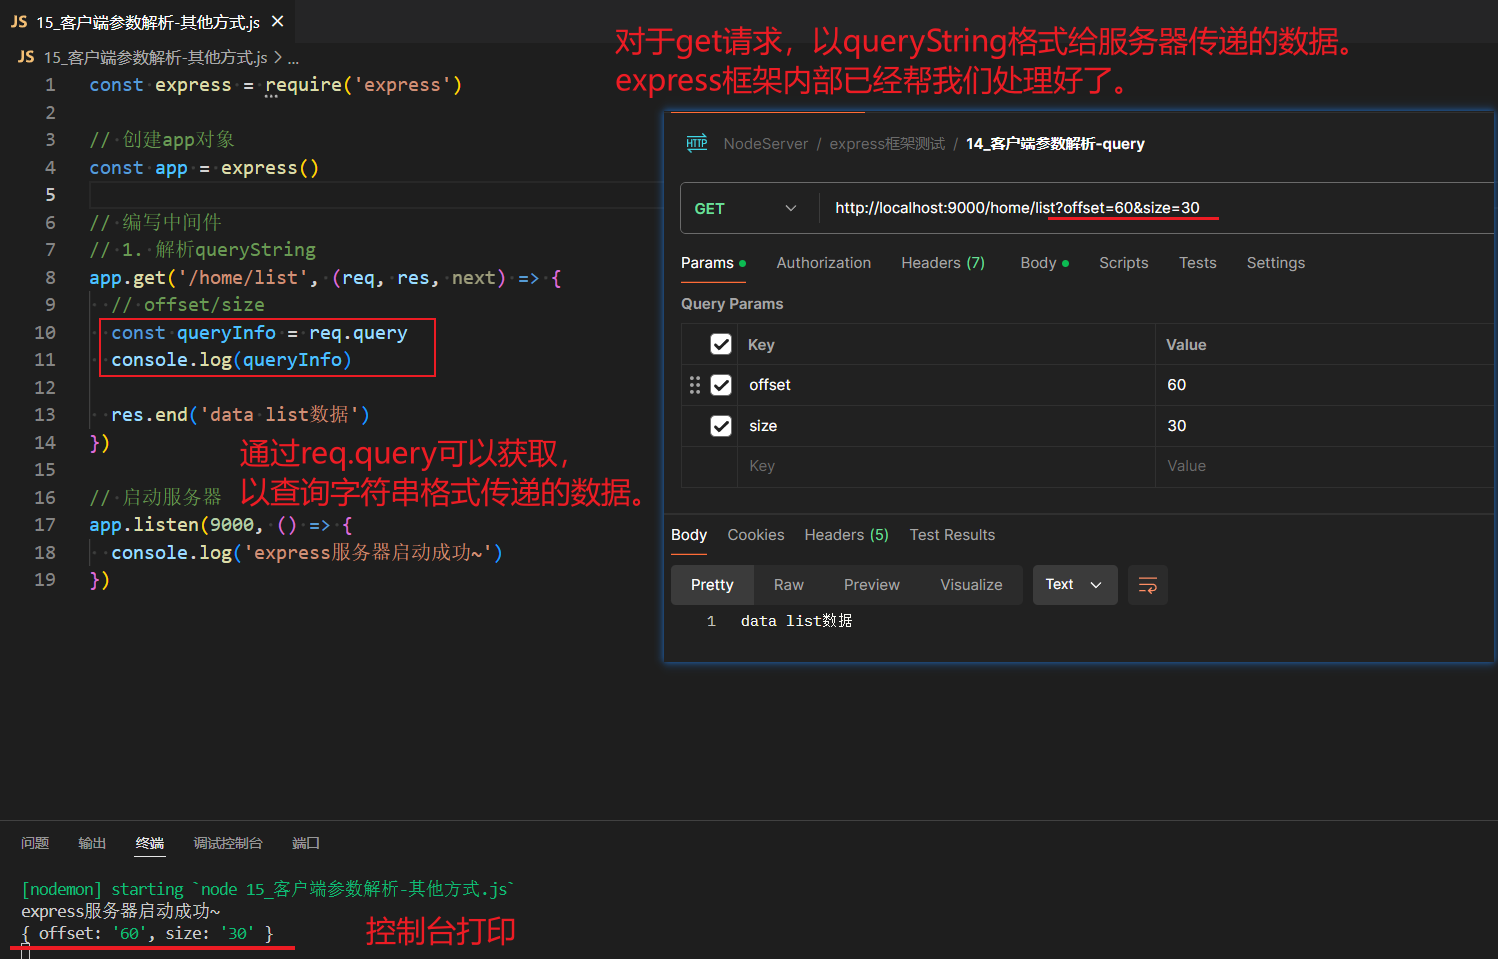 JS 15_客户端参数解析-其他方式.js ×
JS 15_客户端参数解析-其他方式.js > ...
1 const express = require('express')
2
3 // 创建app对象
4 const app = express()
5
6 // 编写中间件
7 // 1. 解析queryString
8 app.get('/home/list', (req, res, next) => {
9 // offset/size
10 const queryInfo = req.query
11 console.log(queryInfo)
12
13 res.end('data list数据')
14 })
15
16 // 启动服务器
17 app.listen(9000, () => {
18 console.log('express服务器启动成功~')
19 })
通过req.query可以获取，
以查询字符串格式传递的数据。
对于get请求，以queryString格式给服务器传递的数据。
express框架内部已经帮我们处理好了。
HTTP NodeServer / express框架测试 / 14_客户端参数解析-query
GET http://localhost:9000/home/list?offset=60&size=30
Params Authorization Headers (7) Body Scripts Tests Settings
Query Params
Key Value
offset 60
size 30
Key Value
Body Cookies Headers (5) Test Results
Pretty Raw Preview Visualize Text
1 data list数据
问题 输出 终端 调试控制台 端口
[nodemon] starting `node 15_客户端参数解析-其他方式.js`
express服务器启动成功~
{ offset: '60', size: '30' }
控制台打印